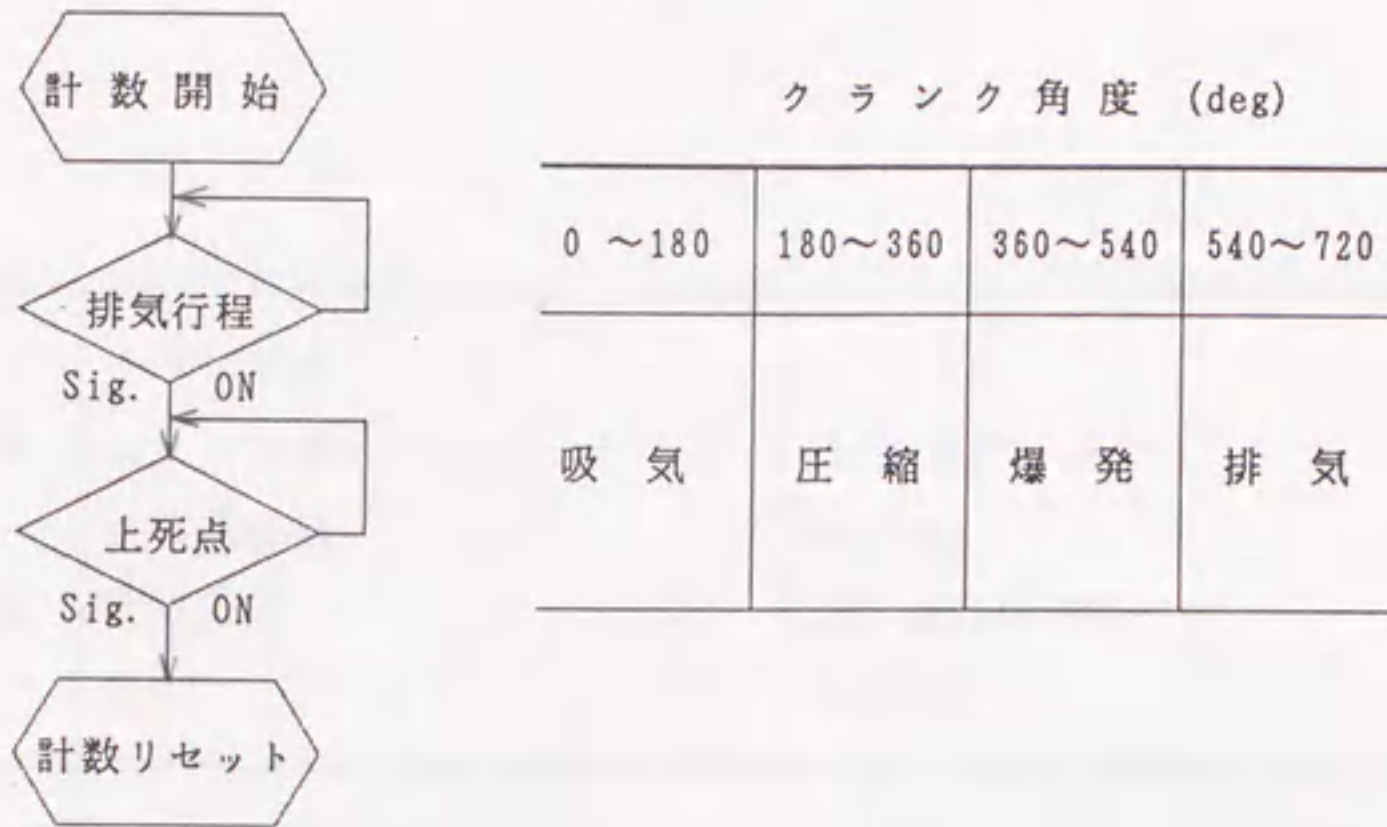 計数開始
排気行程
Sig. ON
上死点
Sig. ON
計数リセット
クランク角度 (deg)
0 ～180 180～360 360～540 540～720
吸気 圧縮 爆発 排気